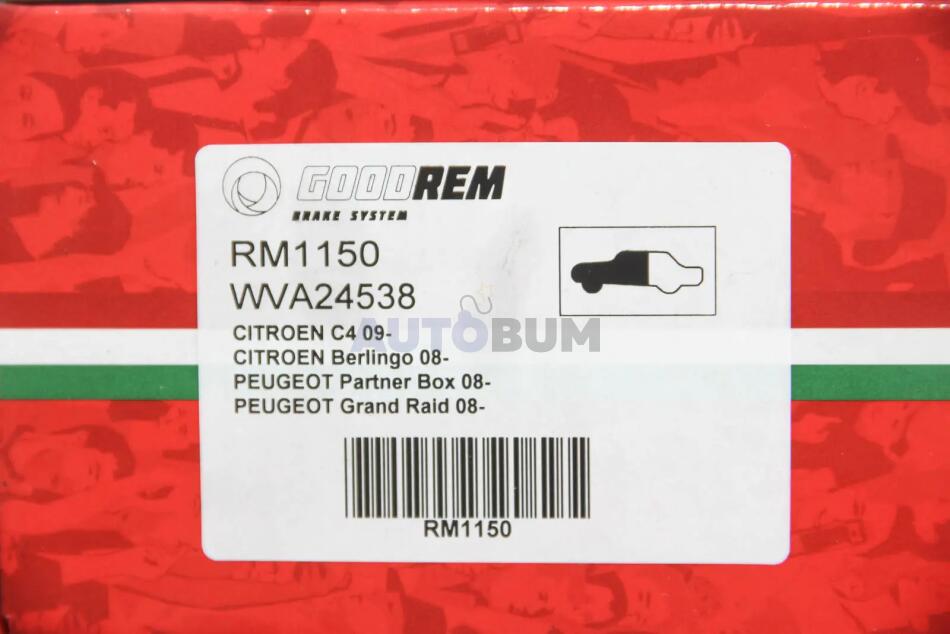 GOODREM
BRAKE SYSTEM
RM1150
WVA24538
AUTOBUM
CITROEN C4 09-
CITROEN Berlingo 08-
PEUGEOT Partner Box 08-
PEUGEOT Grand Raid 08-
RM1150